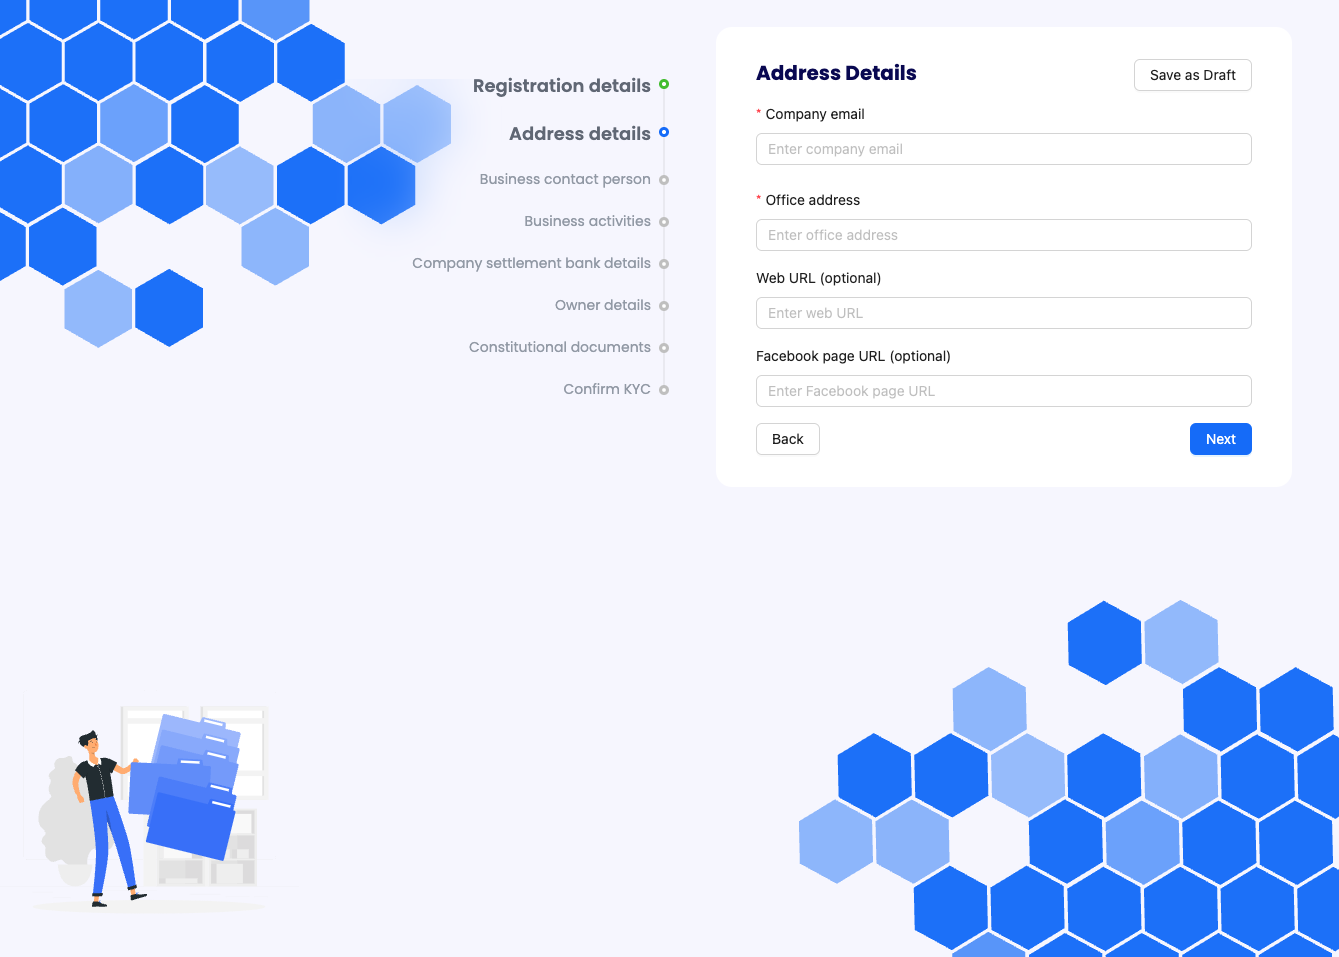 Registration details
Address details
Business contact person
Business activities
Company settlement bank details
Owner details
Constitutional documents
Confirm KYC
Address Details
Save as Draft
* Company email
Enter company email
* Office address
Enter office address
Web URL (optional)
Enter web URL
Facebook page URL (optional)
Enter Facebook page URL
Back
Next